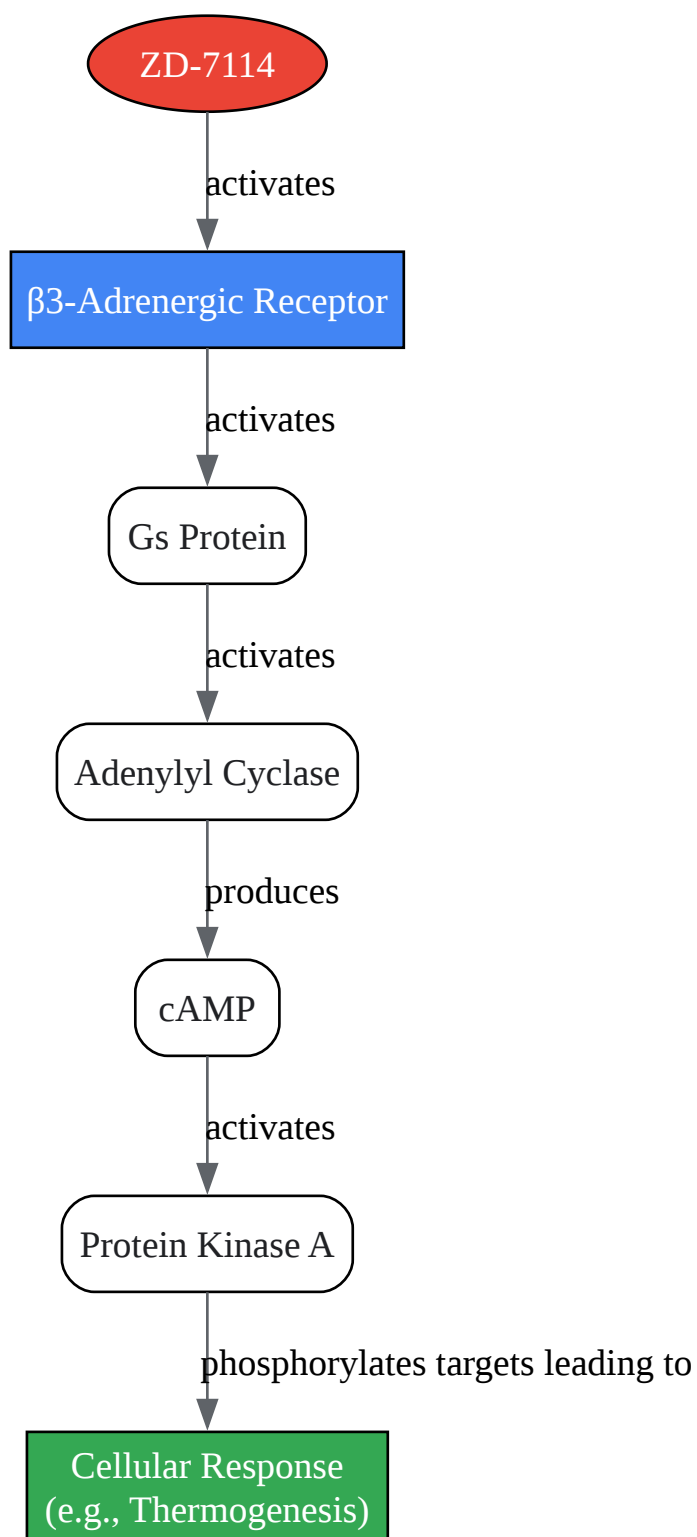 ZD-7114
activates
β3-Adrenergic Receptor
activates
Gs Protein
activates
Adenylyl Cyclase
produces
cAMP
activates
Protein Kinase A
phosphorylates targets leading to
Cellular Response
(e.g., Thermogenesis)